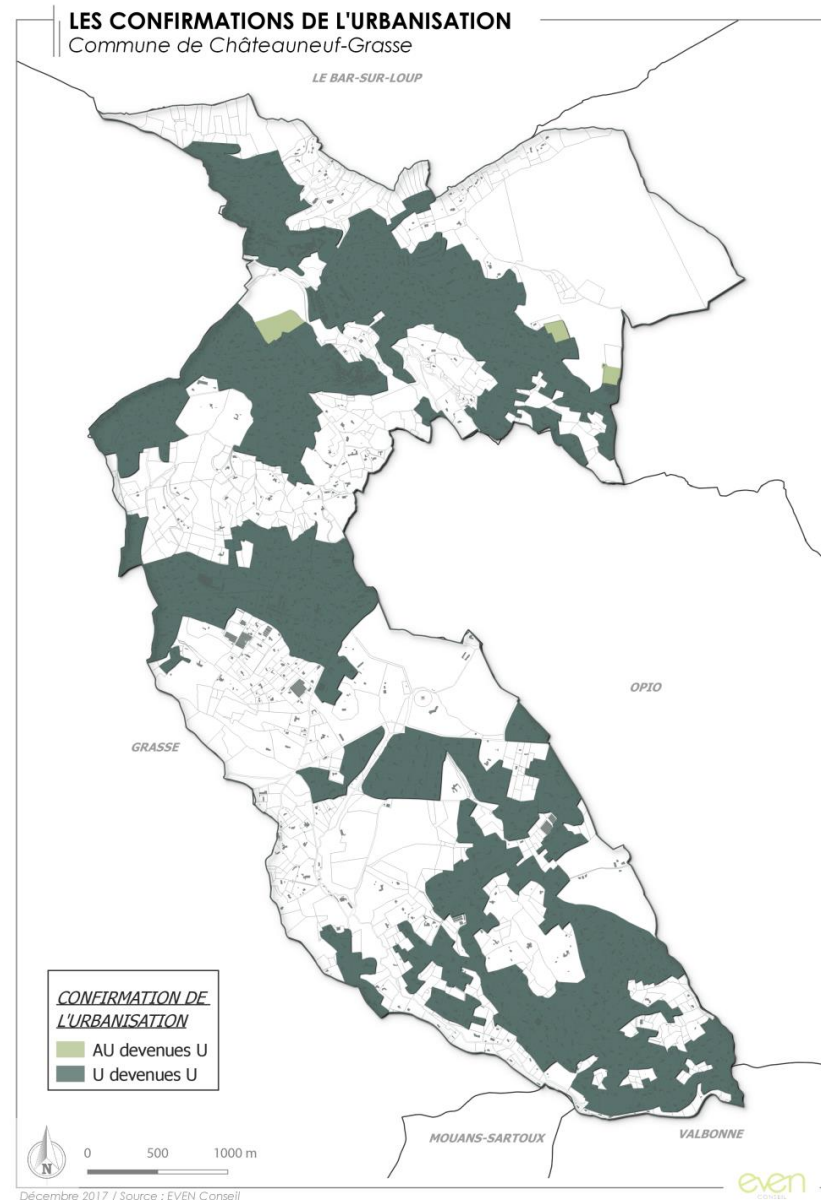 LES CONFIRMATIONS DE L'URBANISATION
Commune de Châteauneuf-Grasse
LE BAR-SUR-LOUP
OPIO
GRASSE
CONFIRMATION DE
L'URBANISATION
AU devenues U
U devenues U
MOUANS-SARTOUX
VALBONNE
N
0 500 1000 m
Décembre 2017 / Source : EVEN Conseil
even
CONSEIL